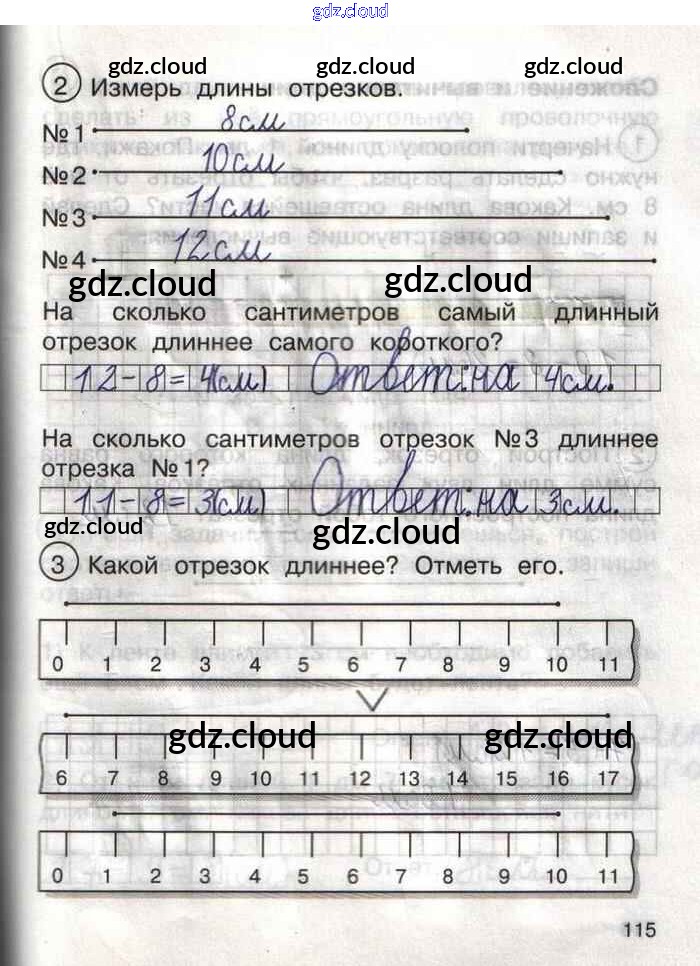 gdz.cloud
gdz.cloud gdz.cloud gdz.cloud
2 Измерь длины отрезков.
8см
№1
10см
№2
11см
№3
12см
№4
gdz.cloud gdz.cloud
На сколько сантиметров самый длинный
отрезок длиннее самого короткого?
12-8=4(см) Ответ: на 4см.
На сколько сантиметров отрезок №3 длиннее
отрезка №1?
gdz.cloud
11-8=3(см) Ответ: на 3см.
gdz.cloud gdz.cloud
3 Какой отрезок длиннее? Отметь его.
0 1 2 3 4 5 6 7 8 9 10 11
gdz.cloud gdz.cloud
6 7 8 9 10 11 12 13 14 15 16 17
0 1 2 3 4 5 6 7 8 9 10 11
115